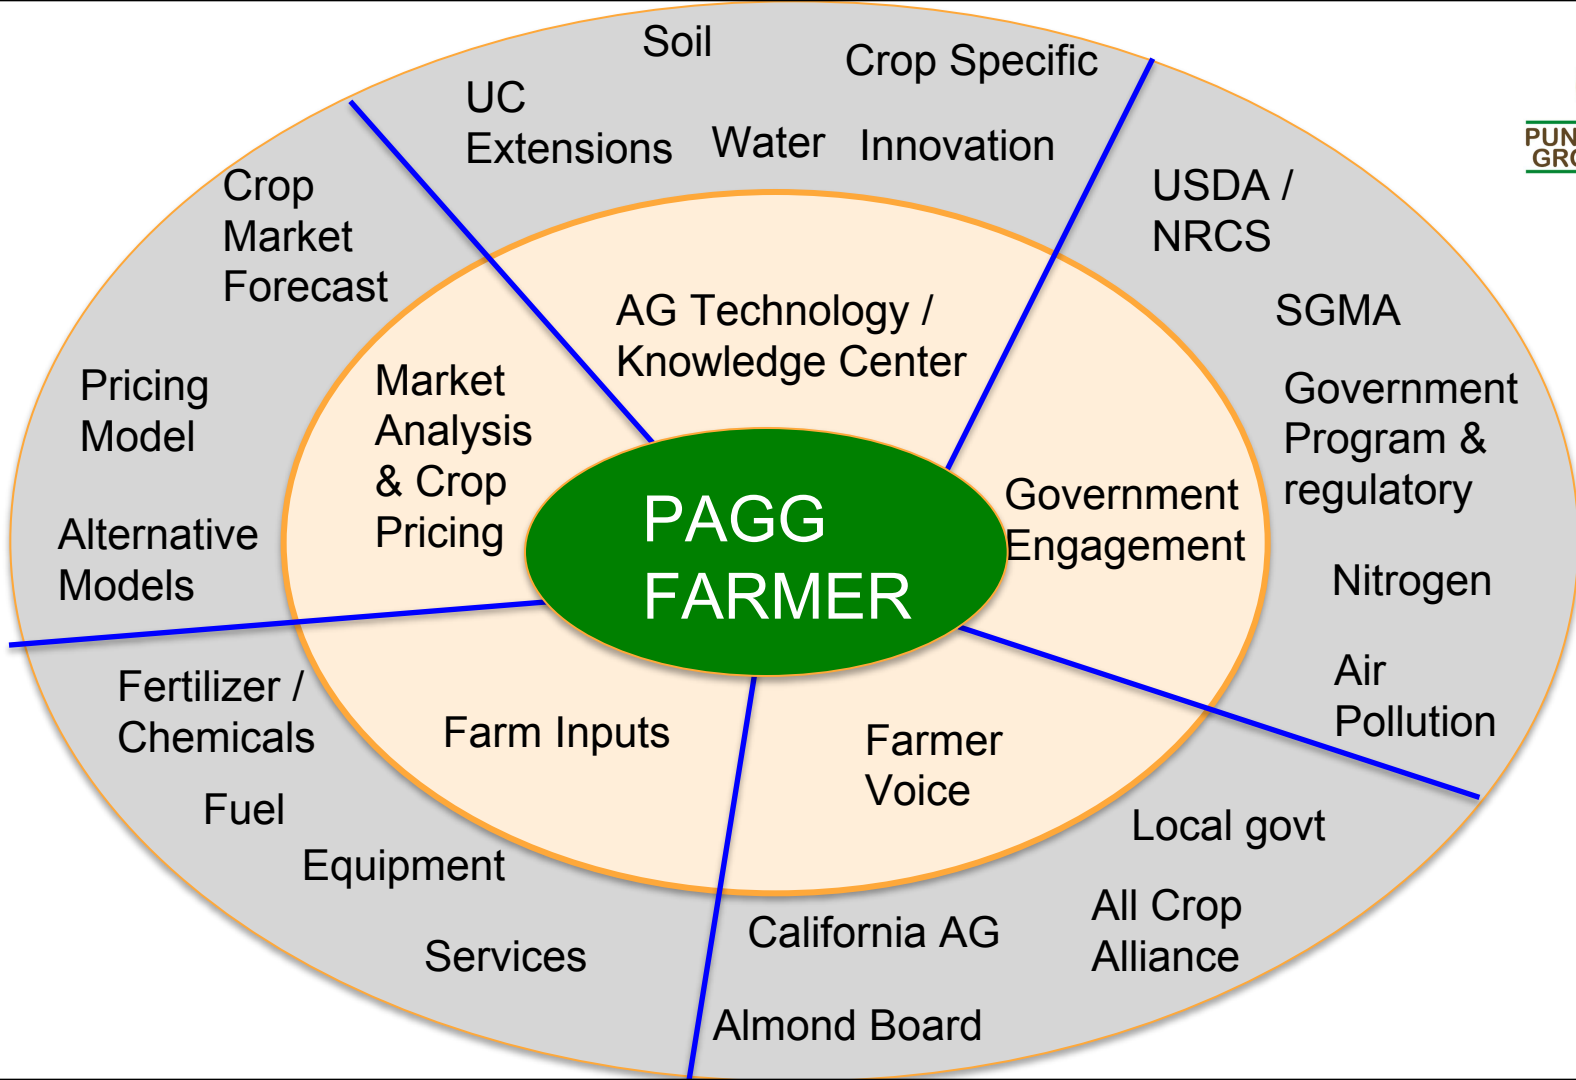 Soil
Crop Specific
UC
Extensions
Water
Innovation
Crop
Market
Forecast
USDA /
NRCS
SGMA
AG Technology /
Knowledge Center
Market
Analysis
& Crop
Pricing
Pricing
Model
Government
Program &
regulatory
PAGG
FARMER
Government
Engagement
Alternative
Models
Nitrogen
Air
Pollution
Fertilizer /
Chemicals
Farm Inputs
Farmer
Voice
Fuel
Equipment
Services
Local govt
All Crop
Alliance
California AG
Almond Board